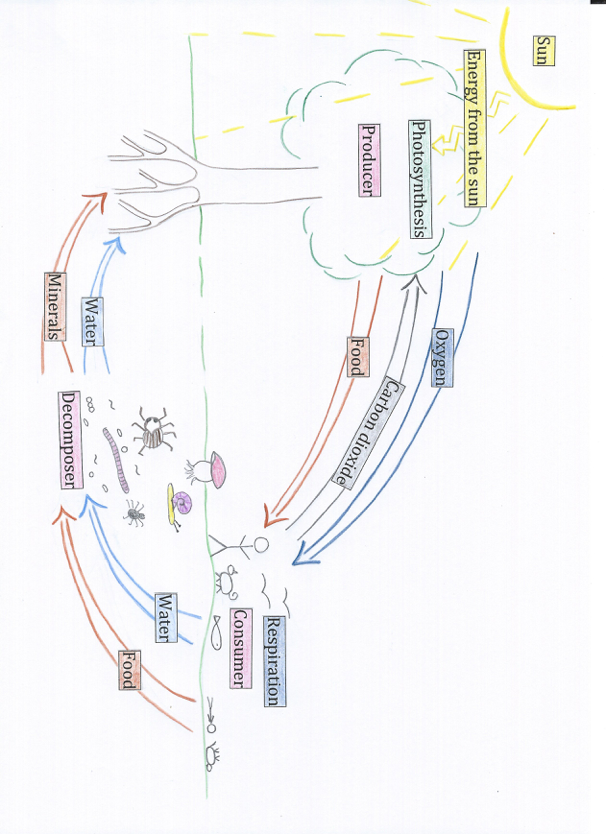 Sun
Energy from the sun
Photosynthesis
Producer
Oxygen
Carbon dioxide
Food
Respiration
Consumer
Water
Minerals
Decomposer
Water
Food